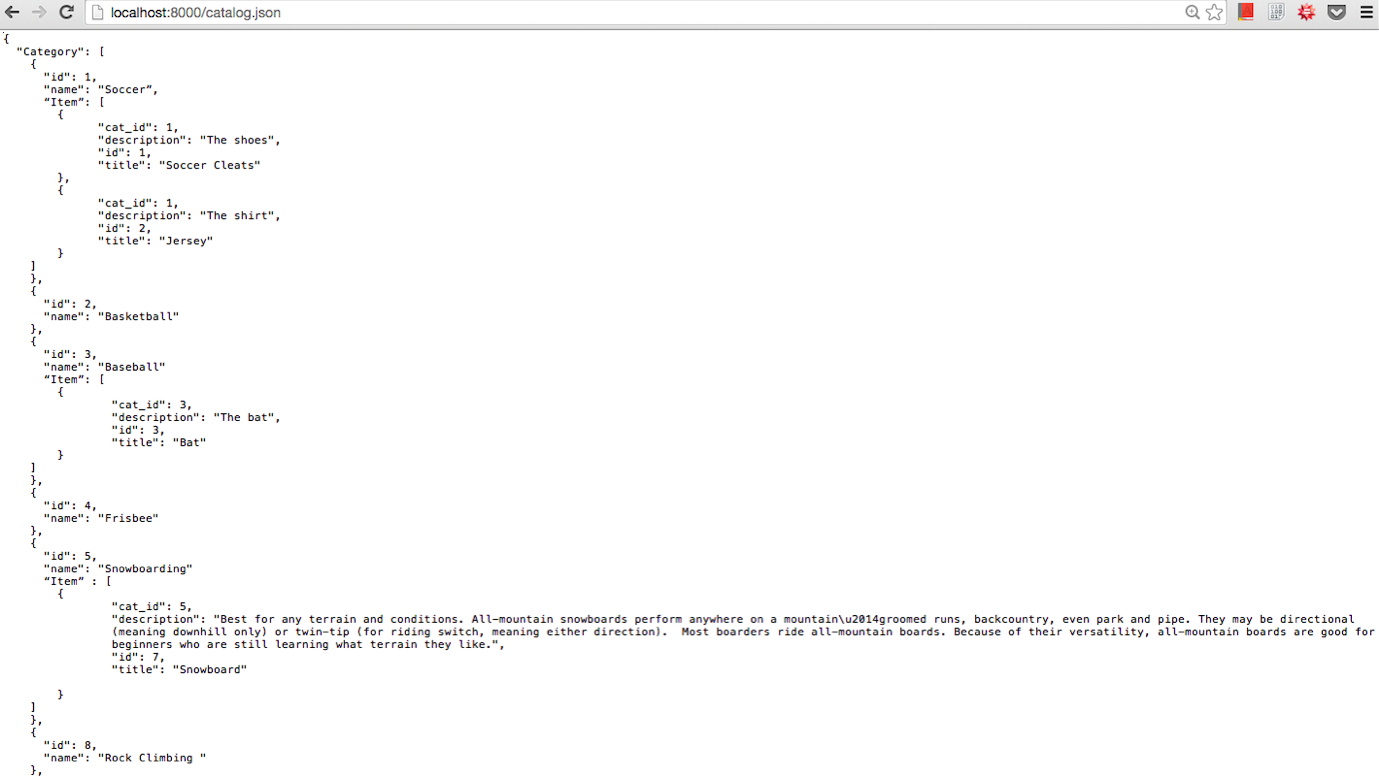 localhost:8000/catalog.json
{
  "Category": [
    {
      "id": 1,
      "name": "Soccer”,
      “Item”: [
        {
              "cat_id": 1,
              "description": "The shoes",
              "id": 1,
              "title": "Soccer Cleats"
        },
        {
              "cat_id": 1,
              "description": "The shirt",
              "id": 2,
              "title": "Jersey"
        }
    ]
    },
    {
      "id": 2,
      "name": "Basketball"
    },
    {
      "id": 3,
      "name": "Baseball"
      “Item”: [
        {
                "cat_id": 3,
                "description": "The bat",
                "id": 3,
                "title": "Bat"
        }
    ]
    },
    {
      "id": 4,
      "name": "Frisbee"
    },
    {
      "id": 5,
      "name": "Snowboarding"
      “Item” : [
        {
                "cat_id": 5,
                "description": "Best for any terrain and conditions. All-mountain snowboards perform anywhere on a mountain\u2014groomed runs, backcountry, even park and pipe. They may be directional
                (meaning downhill only) or twin-tip (for riding switch, meaning either direction).  Most boarders ride all-mountain boards. Because of their versatility, all-mountain boards are good for
                beginners who are still learning what terrain they like.",
                "id": 7,
                "title": "Snowboard"
        }
    ]
    },
    {
      "id": 8,
      "name": "Rock Climbing "
    },